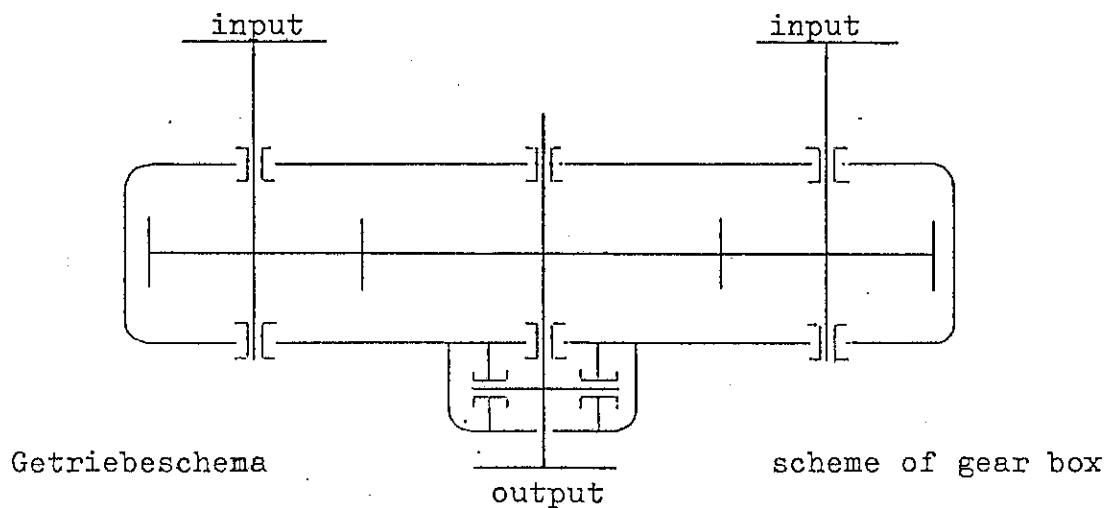 input
input
Getriebeschema
scheme of gear box
output